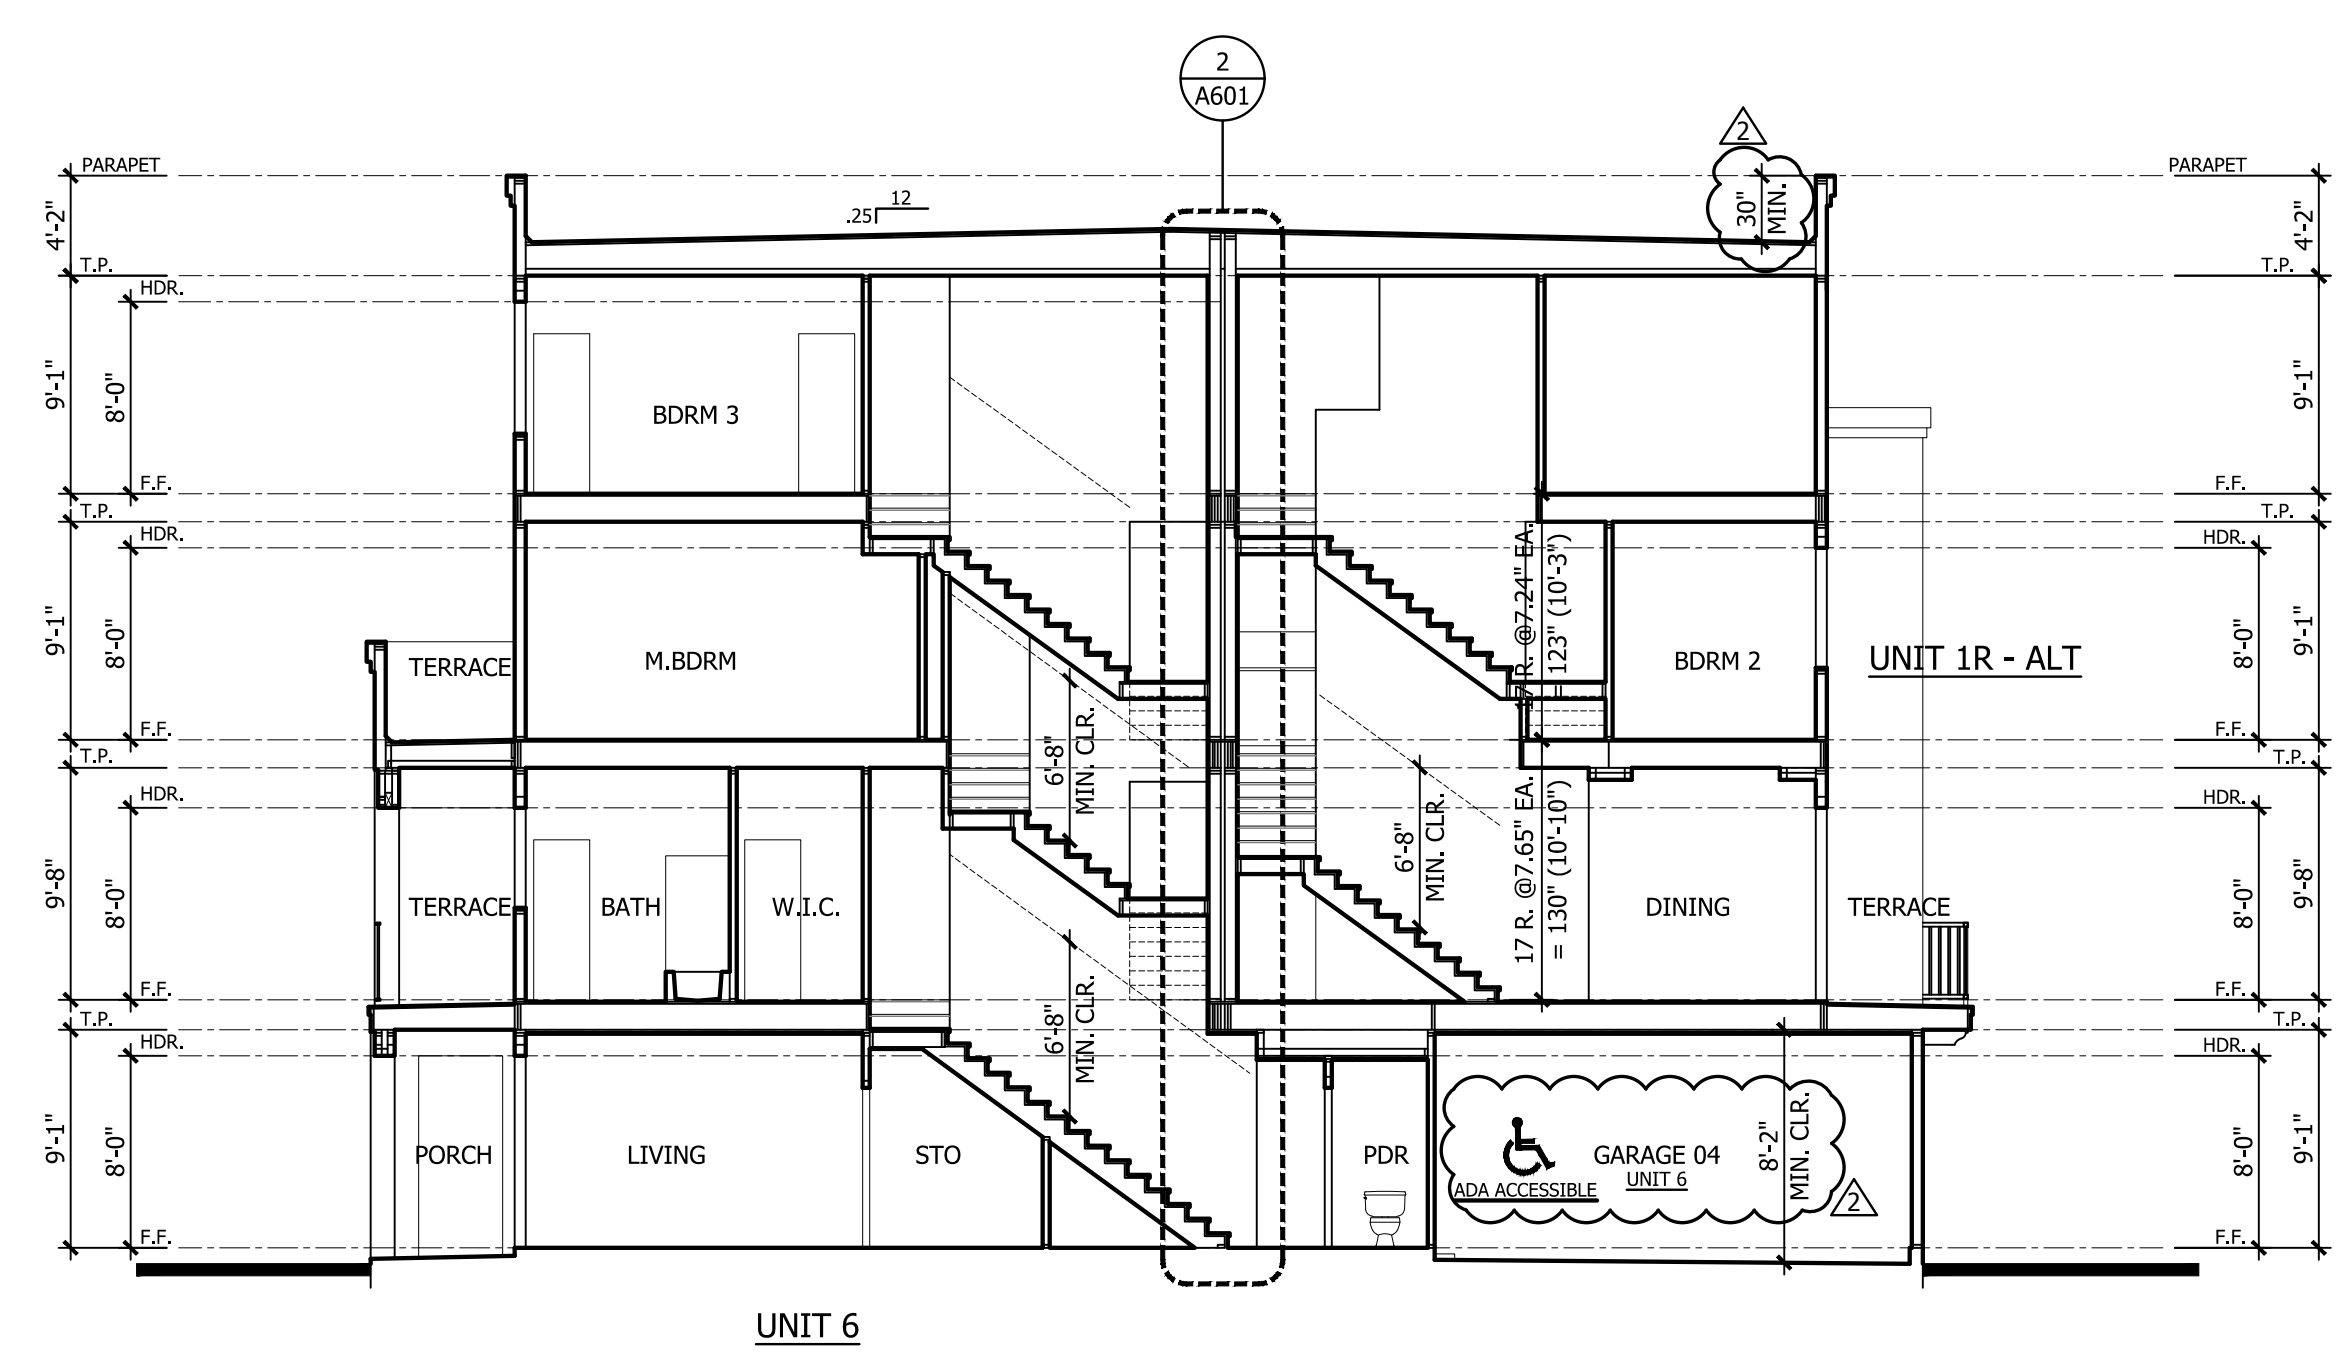 2
A601
2
PARAPET
PARAPET
12
.25
30"
MIN.
4'-2"
4'-2"
T.P.
T.P.
HDR.
9'-1"
8'-0"
BDRM 3
9'-1"
F.F.
F.F.
T.P.
T.P.
HDR.
HDR.
17 R. @7.24" EA.
123" (10'-3")
9'-1"
8'-0"
TERRACE
M.BDRM
BDRM 2
UNIT 1R - ALT
8'-0"
9'-1"
F.F.
F.F.
6'-8"
MIN. CLR.
T.P.
T.P.
HDR.
HDR.
6'-8"
MIN. CLR.
17 R. @7.65" EA.
= 130" (10'-10")
9'-8"
8'-0"
TERRACE
BATH
W.I.C.
DINING
TERRACE
8'-0"
9'-8"
F.F.
F.F.
6'-8"
MIN. CLR.
T.P.
T.P.
HDR.
HDR.
9'-1"
8'-0"
PORCH
LIVING
STO
PDR
GARAGE 04
UNIT 6
ADA ACCESSIBLE
8'-2"
MIN. CLR.
2
8'-0"
9'-1"
F.F.
F.F.
UNIT 6